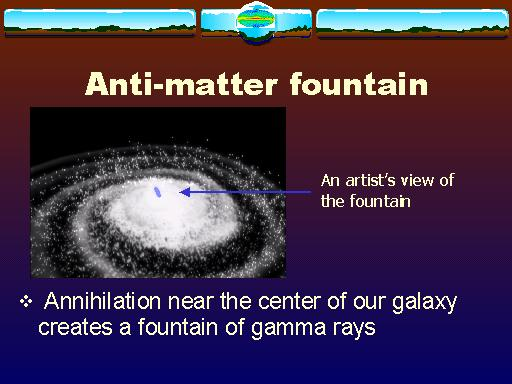 Anti-matter fountain
An artist's view of
the fountain
❖ Annihilation near the center of our galaxy
creates a fountain of gamma rays